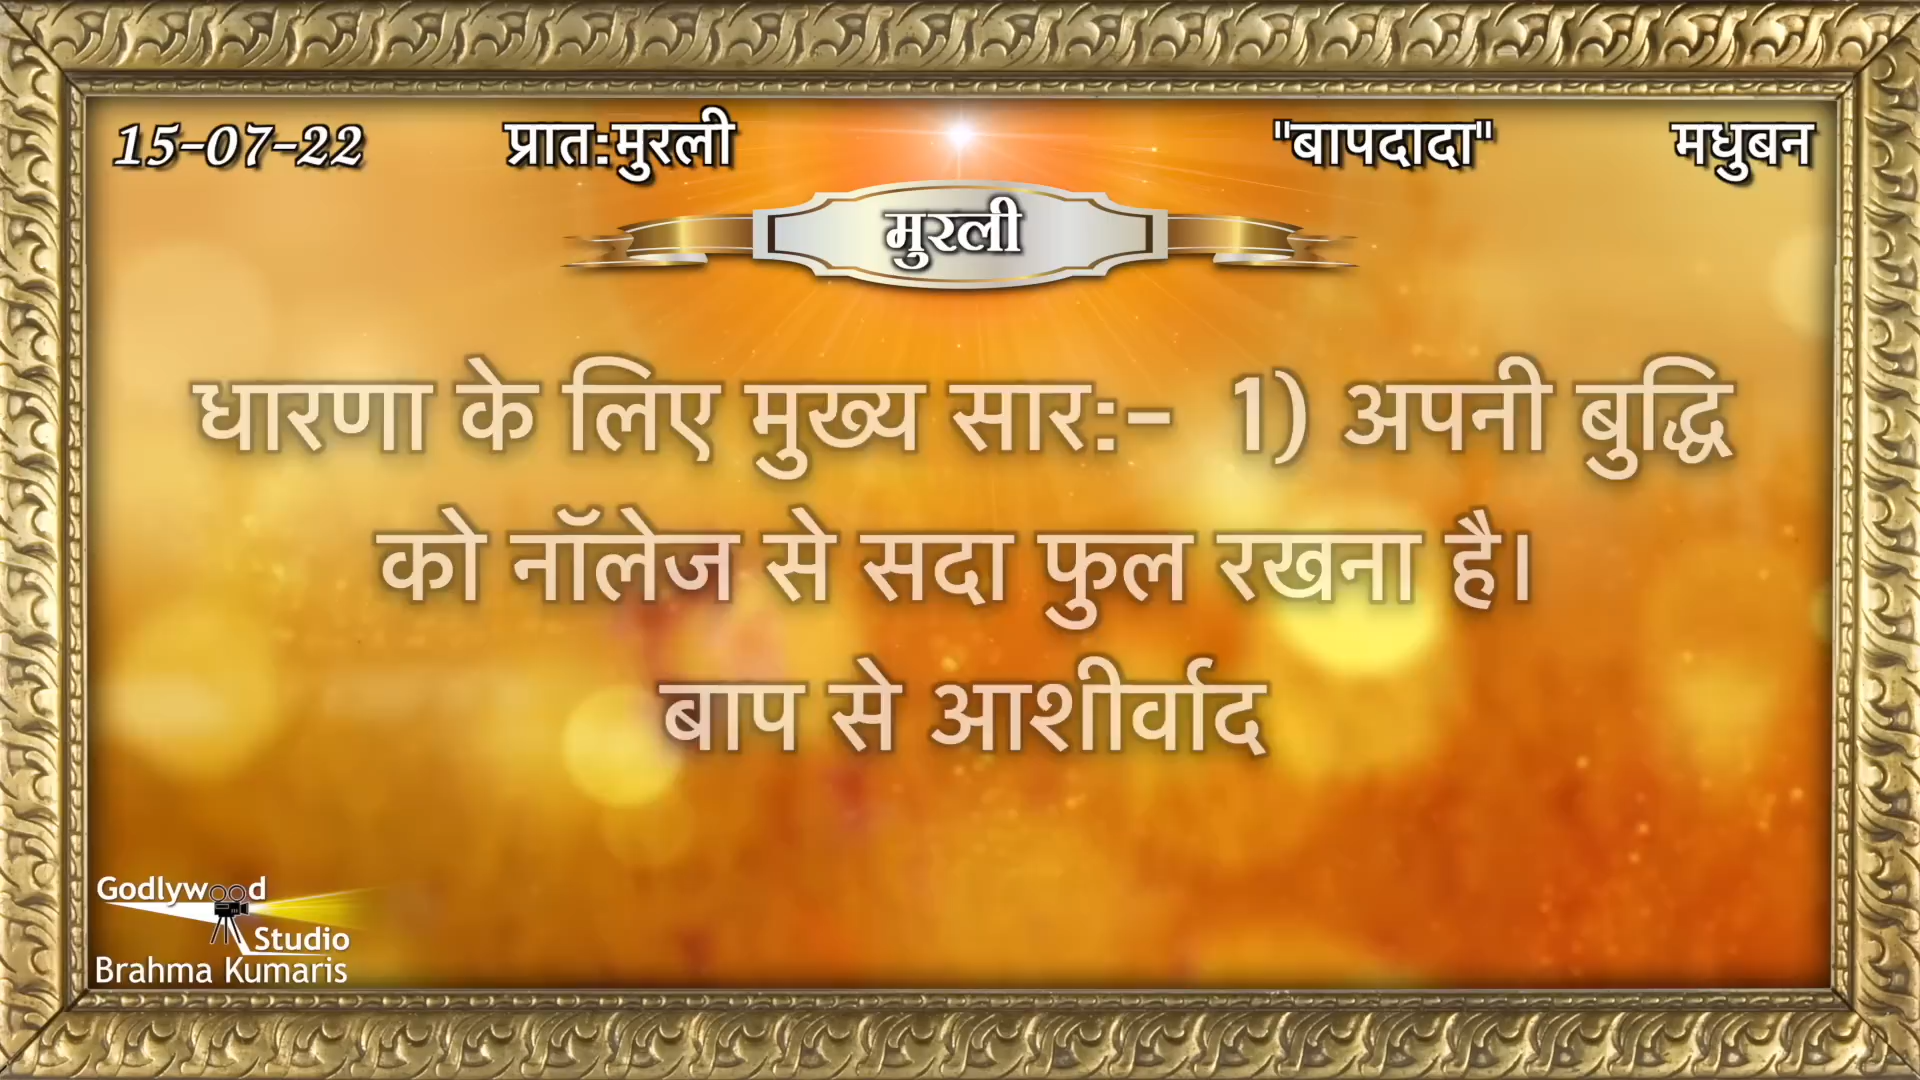 15-07-22 प्रात:मुरली "बापदादा" मधुबन
मुरली
धारणा के लिए मुख्य सार:- 1) अपनी बुद्धि
को नॉलेज से सदा फुल रखना है।
बाप से आशीर्वाद
Godlywood
Studio
Brahma Kumaris